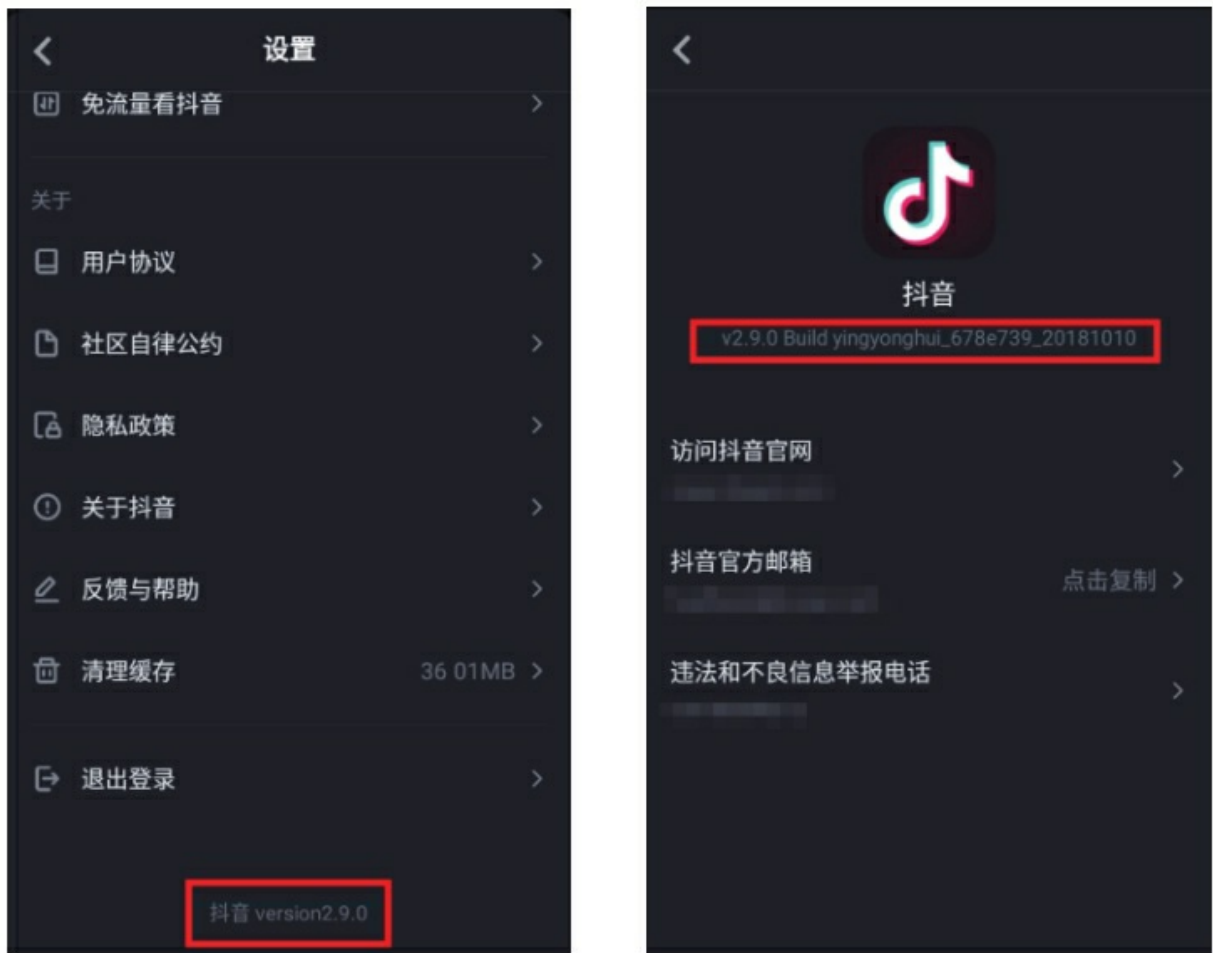 设置
免流量看抖音
关于
用户协议
社区自律公约
隐私政策
关于抖音
反馈与帮助
清理缓存 36 01MB
退出登录
抖音 version2.9.0
抖音
v2.9.0 Build yingyonghui_678e739_20181010
访问抖音官网
抖音官方邮箱
点击复制
违法和不良信息举报电话